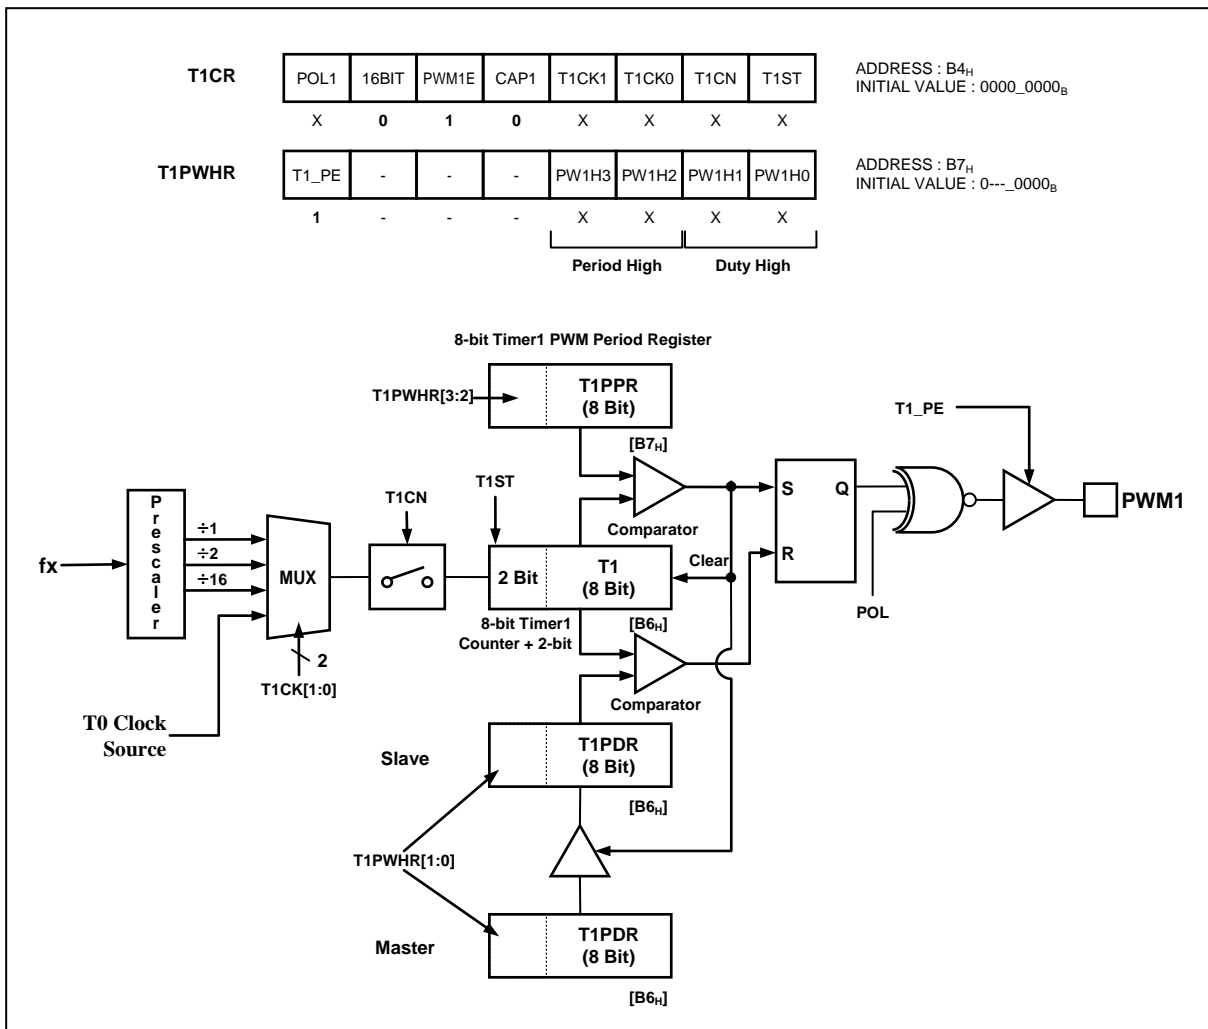 T1CR POL1 16BIT PWM1E CAP1 T1CK1 T1CK0 T1CN T1ST ADDRESS : B4H
INITIAL VALUE : 0000_0000B
X 0 1 0 X X X X
T1PWHR T1_PE - - - PW1H3 PW1H2 PW1H1 PW1H0 ADDRESS : B7H
INITIAL VALUE : 0---_0000B
1 - - - X X X X
Period High Duty High
8-bit Timer1 PWM Period Register
T1PWHR[3:2]
T1PPR
(8 Bit)
[B7H]
T1_PE
Prescaler
fx
÷1
÷2
÷16
MUX
2
T1CK[1:0]
T0 Clock
Source
T1CN
T1ST
2 Bit
T1
(8 Bit)
Comparator
Clear
8-bit Timer1
Counter + 2-bit
[B6H]
Comparator
S Q
R
POL
PWM1
Slave
T1PDR
(8 Bit)
[B6H]
T1PWHR[1:0]
Master
T1PDR
(8 Bit)
[B6H]